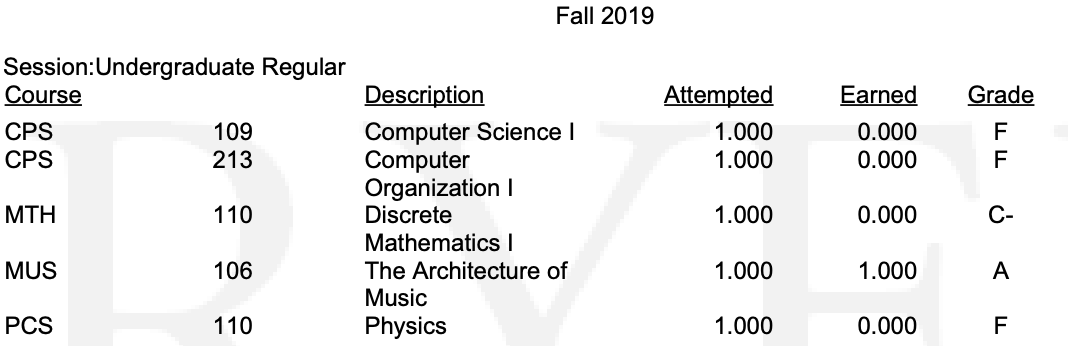 Fall 2019
Session:Undergraduate Regular
Course Description Attempted Earned Grade
CPS 109 Computer Science I 1.000 0.000 F
CPS 213 Computer 1.000 0.000 F
Organization I
MTH 110 Discrete 1.000 0.000 C-
Mathematics I
MUS 106 The Architecture of 1.000 1.000 A
Music
PCS 110 Physics 1.000 0.000 F